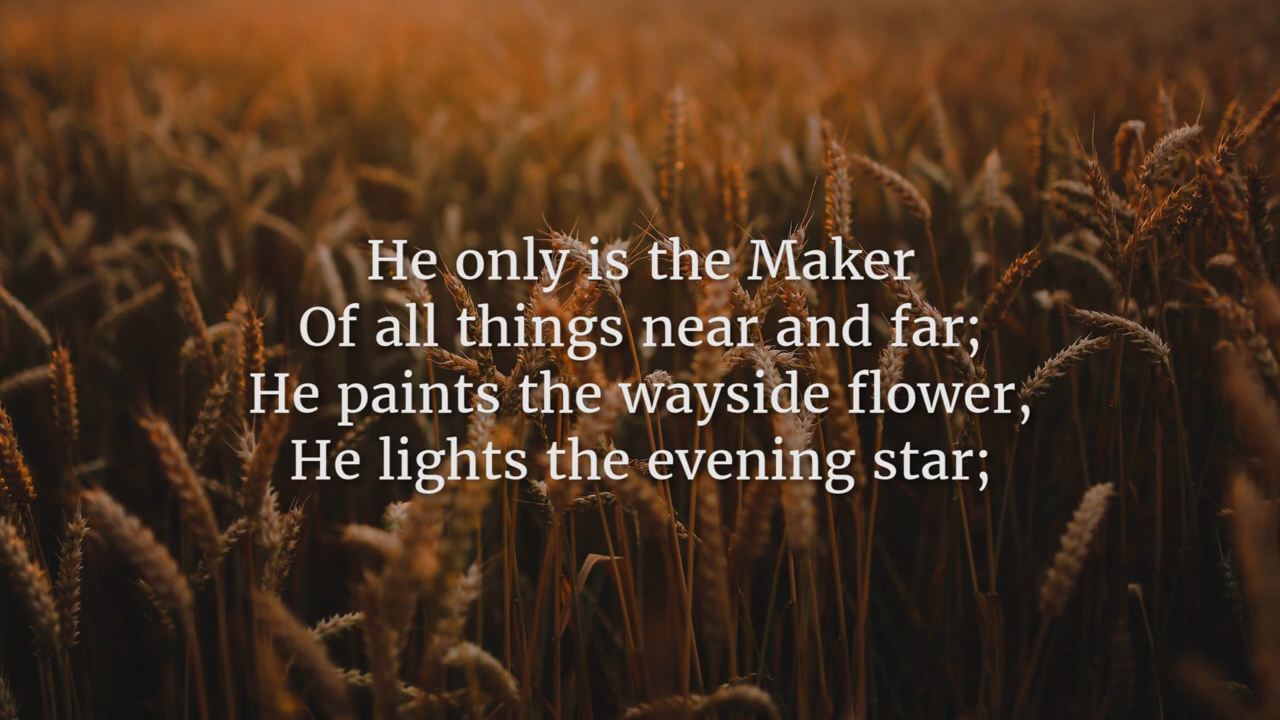 He only is the Maker
Of all things near and far;
He paints the wayside flower,
He lights the evening star;